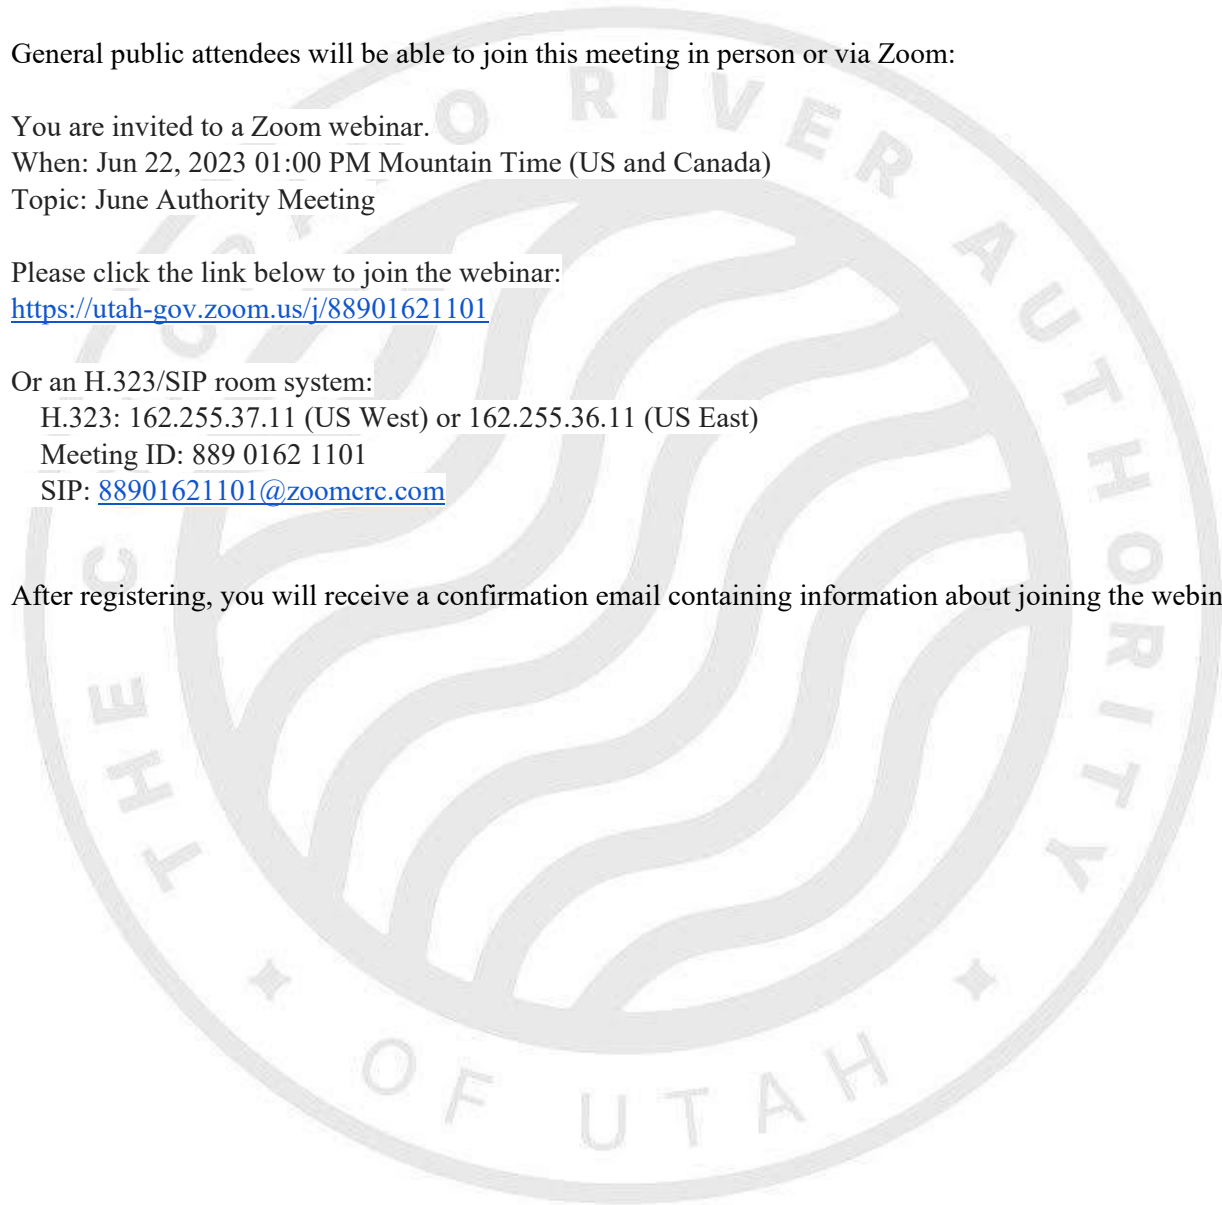 General public attendees will be able to join this meeting in person or via Zoom:
You are invited to a Zoom webinar.
When: Jun 22, 2023 01:00 PM Mountain Time (US and Canada)
Topic: June Authority Meeting
Please click the link below to join the webinar:
https://utah-gov.zoom.us/j/88901621101
Or an H.323/SIP room system:
H.323: 162.255.37.11 (US West) or 162.255.36.11 (US East)
Meeting ID: 889 0162 1101
SIP: 88901621101@zoomcrc.com
After registering, you will receive a confirmation email containing information about joining the webin
THE C RADO RIVER AUTHORITY
OF UTAH